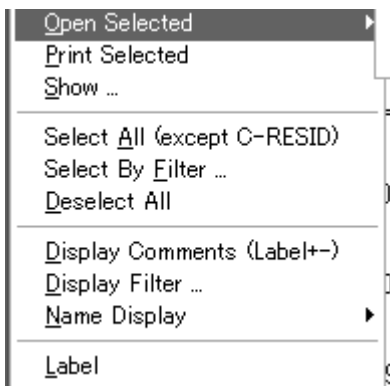 Open Selected
Print Selected
Show ...
Select All (except C-RESID)
Select By Filter ...
Deselect All
Display Comments (Label+-)
Display Filter ...
Name Display
Label